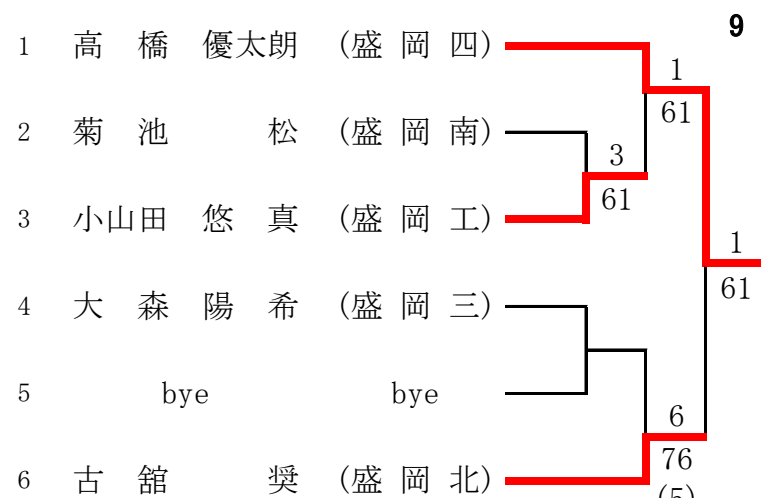 9
1 高 橋 優太朗 (盛 岡 四)
1
61
2 菊 池 松 (盛 岡 南)
3
61
3 小山田 悠 真 (盛 岡 工)
1
61
4 大 森 陽 希 (盛 岡 三)
5 bye bye
6
76
(5)
6 古 舘 奨 (盛 岡 北)